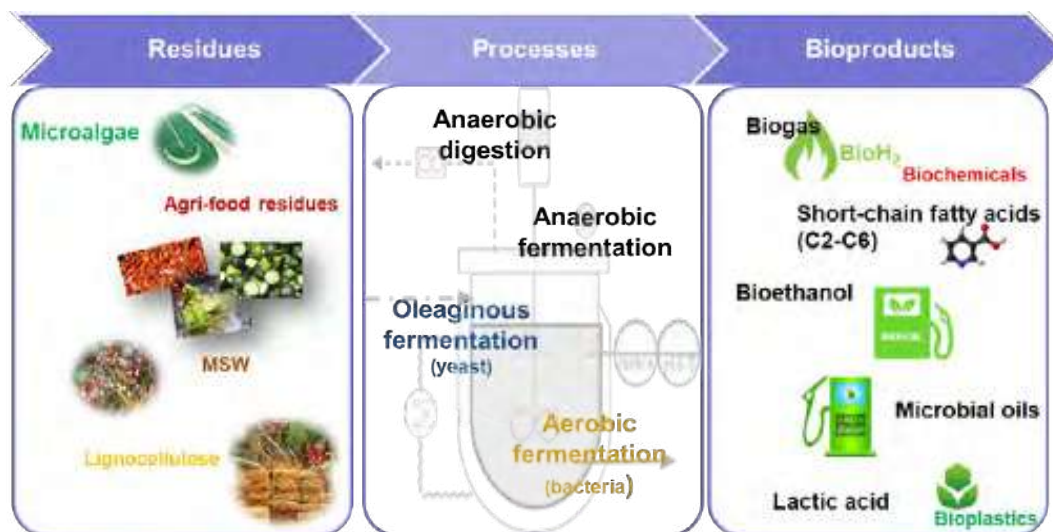 Residues
Processes
Bioproducts
Microalgae
Agri-food residues
MSW
Lignocellulose
Anaerobic
digestion
Anaerobic
fermentation
Oleaginous
fermentation
(yeast)
Aerobic
fermentation
(bacteria)
Biogas
BioH₂
Biochemicals
Short-chain fatty acids
(C2-C6)
Bioethanol
Microbial oils
Lactic acid
Bioplastics